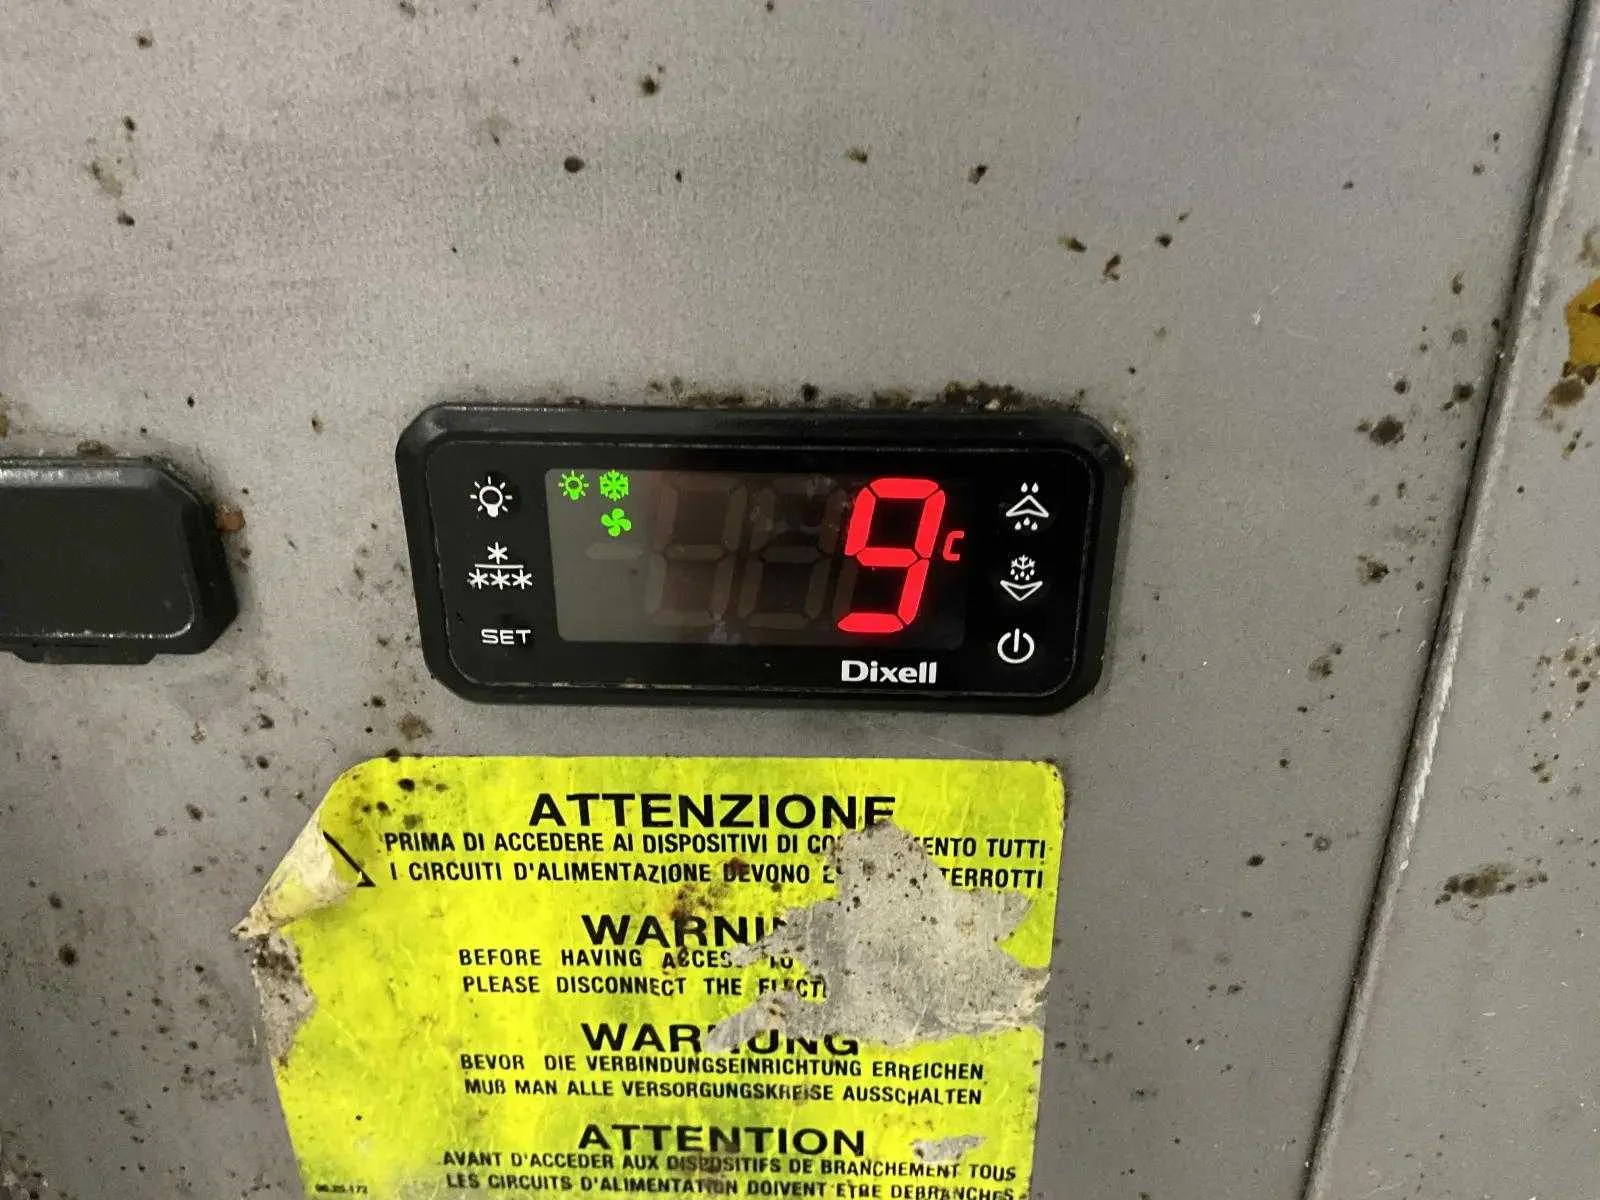 9 C
SET
Dixell
ATTENZIONE
PRIMA DI ACCEDERE AI DISPOSITIVI DI
TUTTI
I CIRCUITI D'ALIMENTAZIONE DEVONO
BEFORE HAVING
PLEASE DISCONNECT THE
BEVOR DIE VERBINDUNGSEINRICHTUNG ERREICHEN
MUß MAN ALLE VERSORGUNGSKREISE AUSSCHALTEN
ATTENTION
AVANT D'ACCEDER AUX DISPOSITIFS DE BRANCHEMENT TOUS
LES CIRCUITS D'ALIMENTATION DOIVENT ETRE DEBRANCHES